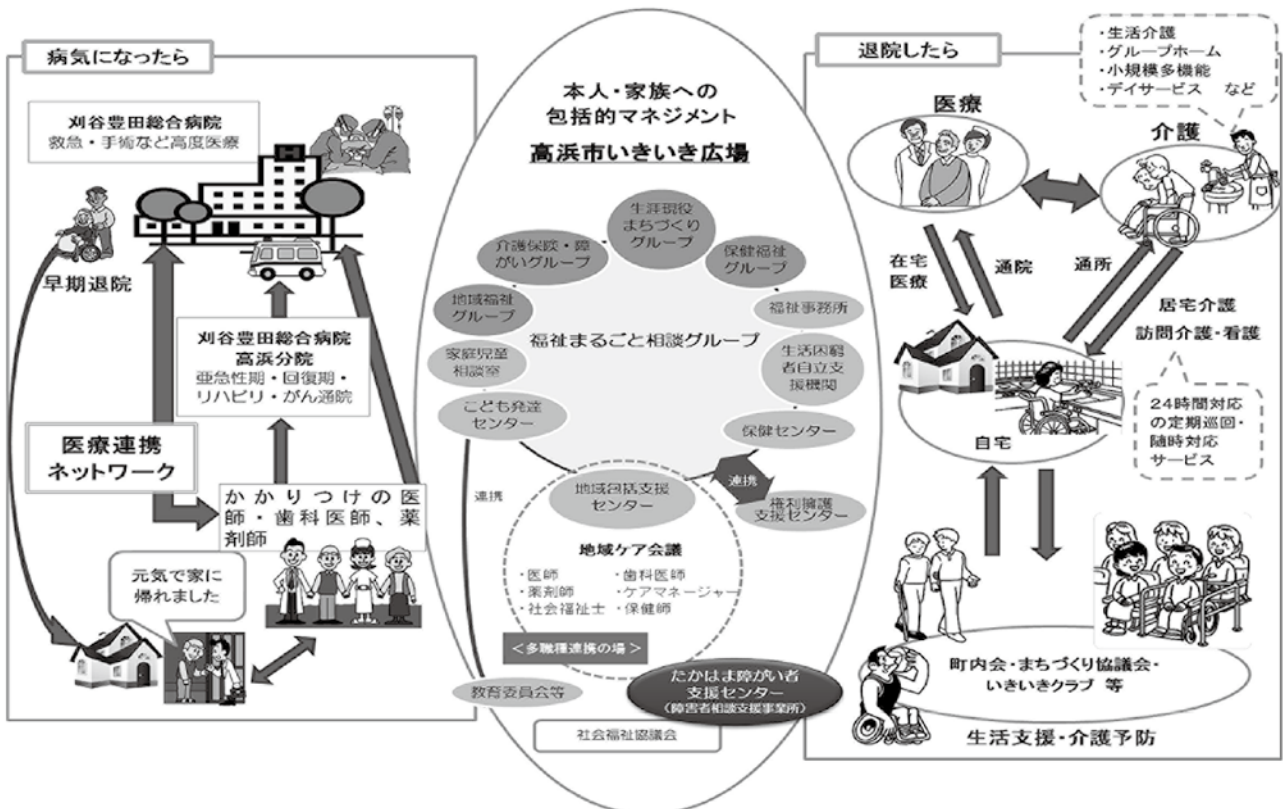 病気になったら
刈谷豊田総合病院
救急・手術など高度医療
早期退院
刈谷豊田総合病院
高浜分院
亜急性期・回復期・
リハビリ・がん通院
医療連携
ネットワーク
かかりつけの医
師・歯科医師、薬
剤師
元気で家に
帰れました
本人・家族への
包括的マネジメント
高浜市いきいき広場
生涯現役
まちづくり
グループ
介護保険・障
がいグループ
保健福祉
グループ
地域福祉
グループ
福祉事務所
福祉まるごと相談グループ
家庭児童
相談室
生活困窮
者自立支
援機関
こども発達
センター
保健センター
連携
地域包括支援
センター
連携
権利擁護
支援センター
地域ケア会議
・医師
・歯科医師
・薬剤師
・ケアマネージャー
・社会福祉士
・保健師
<多職種連携の場>
教育委員会等
たかはま障がい者
支援センター
(障害者相談支援事業所)
社会福祉協議会
退院したら
・生活介護
・グループホーム
・小規模多機能
・デイサービス など
医療
介護
在宅
医療
通院
通所
居宅介護
訪問介護・看護
24時間対応
の定期巡回・
随時対応
サービス
自宅
町内会・まちづくり協議会・
いきいきクラブ 等
生活支援・介護予防
H